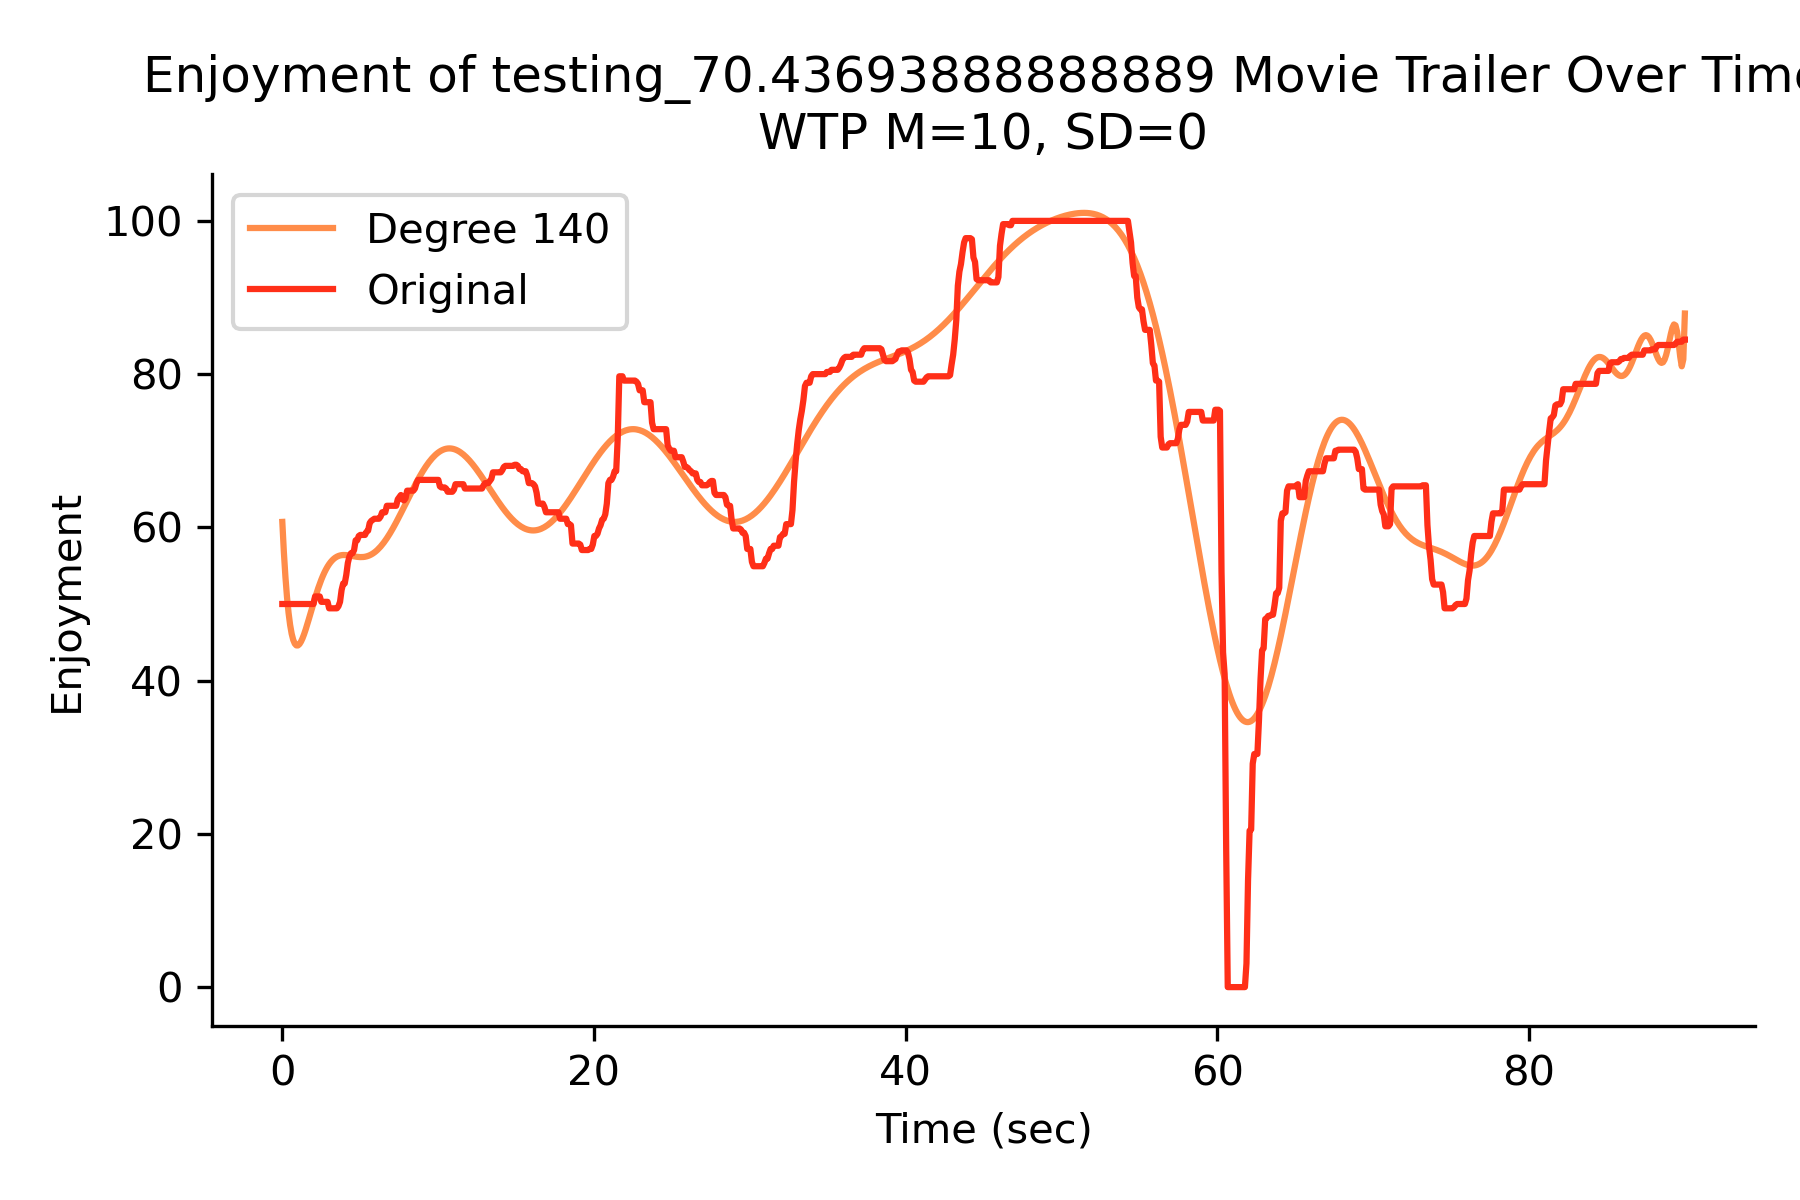 Enjoyment of testing_70.43693888888889 Movie Trailer Over Time
WTP M=10, SD=0
Degree 140
Original
100
80
60
40
20
0
Enjoyment
0 20 40 60 80
Time (sec)